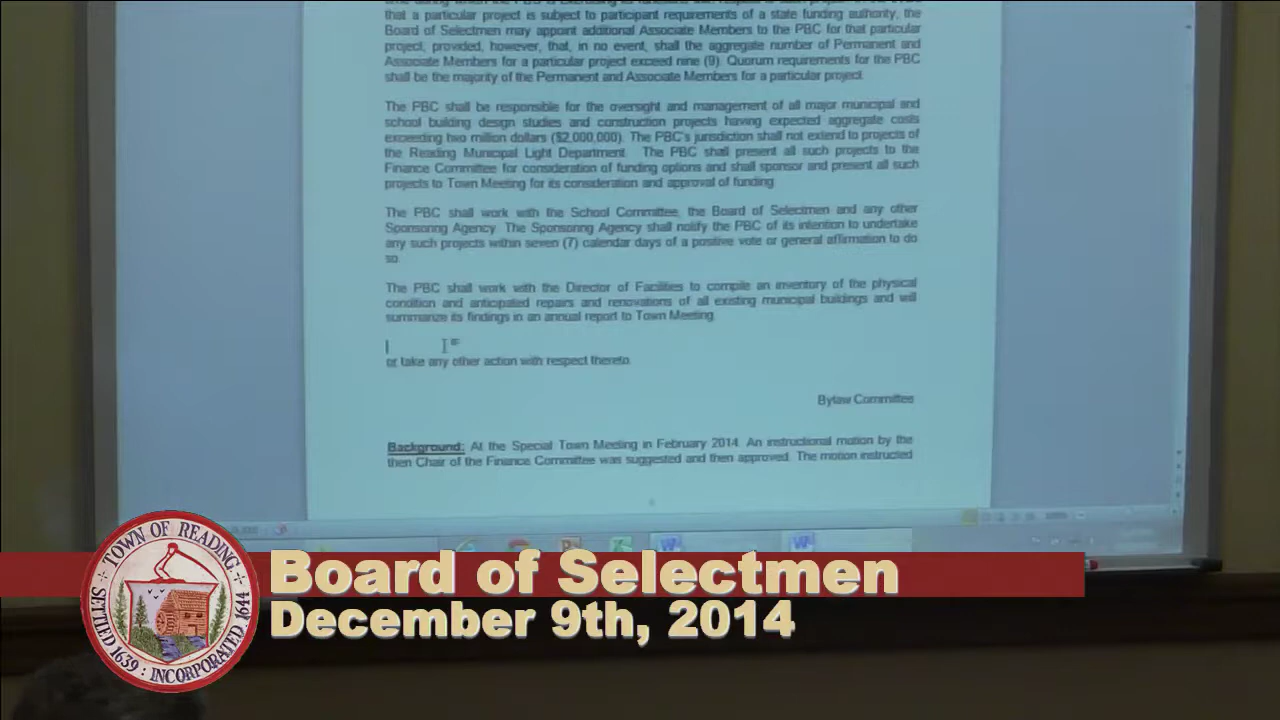 that a particular project is subject to participant requirements of a state funding authority, the
Board of Selectmen may appoint additional Associate Members to the PBC for that particular
project, provided, however, that, in no event, shall the aggregate number of Permanent and
Associate Members for a particular project exceed nine (9). Quorum requirements for the PBC
shall be the majority of the Permanent and Associate Members for a particular project.
The PBC shall be responsible for the oversight and management of all major municipal and
school building design studies and construction projects having expected aggregate costs
exceeding two million dollars ($2,000,000). The PBC's jurisdiction shall not extend to projects of
the Reading Municipal Light Department. The PBC shall present all such projects to the
Finance Committee for consideration of funding options and shall sponsor and present all such
projects to Town Meeting for its consideration and approval of funding.
The PBC shall work with the School Committee, the Board of Selectmen and any other
Sponsoring Agency. The Sponsoring Agency shall notify the PBC of its intention to undertake
any such projects within seven (7) calendar days of a positive vote or general affirmation to do
so.
The PBC shall work with the Director of Facilities to compile an inventory of the physical
condition and anticipated repairs and renovations of all existing municipal buildings and will
summarize its findings in an annual report to Town Meeting.
or take any other action with respect thereto.
Bylaw Committee
Background: At the Special Town Meeting in February 2014. An instructional motion by the
then Chair of the Finance Committee was suggested and then approved. The motion instructed
TOWN OF READING
SETTLED 1639 : INCORPORATED 1644
Board of Selectmen
December 9th, 2014